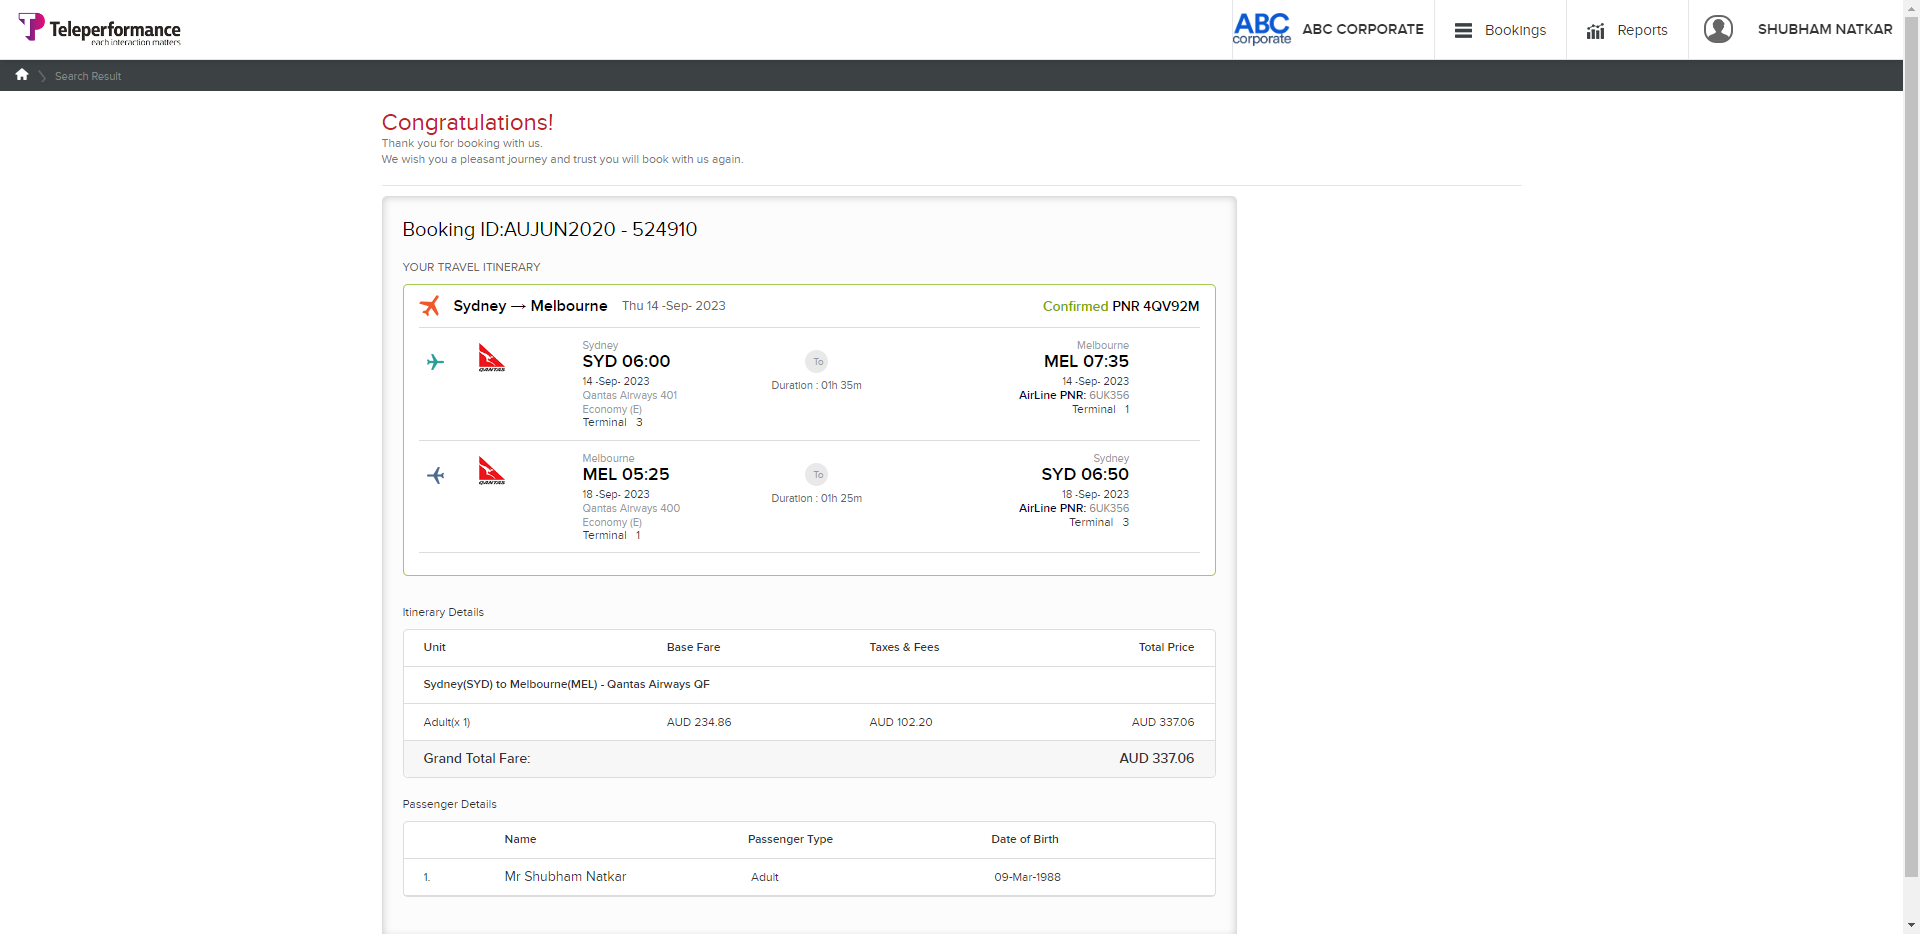 Teleperformance
each interaction matters
ABC
corporate
ABC CORPORATE
Bookings
Reports
SHUBHAM NATKAR
Search Result
Congratulations!
Thank you for booking with us.
We wish you a pleasant journey and trust you will book with us again.
Booking ID:AUJUN2020 - 524910
YOUR TRAVEL ITINERARY
Sydney → Melbourne Thu 14 -Sep- 2023 Confirmed PNR 4QV92M
Sydney Melbourne
QANTAS SYD 06:00 To MEL 07:35
14 -Sep- 2023 Duration : 01h 35m 14 -Sep- 2023
Qantas Airways 401 AirLine PNR: 6UK356
Economy (E) Terminal 1
Terminal 3
Melbourne Sydney
QANTAS MEL 05:25 To SYD 06:50
18 -Sep- 2023 Duration : 01h 25m 18 -Sep- 2023
Qantas Airways 400 AirLine PNR: 6UK356
Economy (E) Terminal 3
Terminal 1
Itinerary Details
Unit Base Fare Taxes & Fees Total Price
Sydney(SYD) to Melbourne(MEL) - Qantas Airways QF
Adult(x 1) AUD 234.86 AUD 102.20 AUD 337.06
Grand Total Fare: AUD 337.06
Passenger Details
Name Passenger Type Date of Birth
1. Mr Shubham Natkar Adult 09-Mar-1988